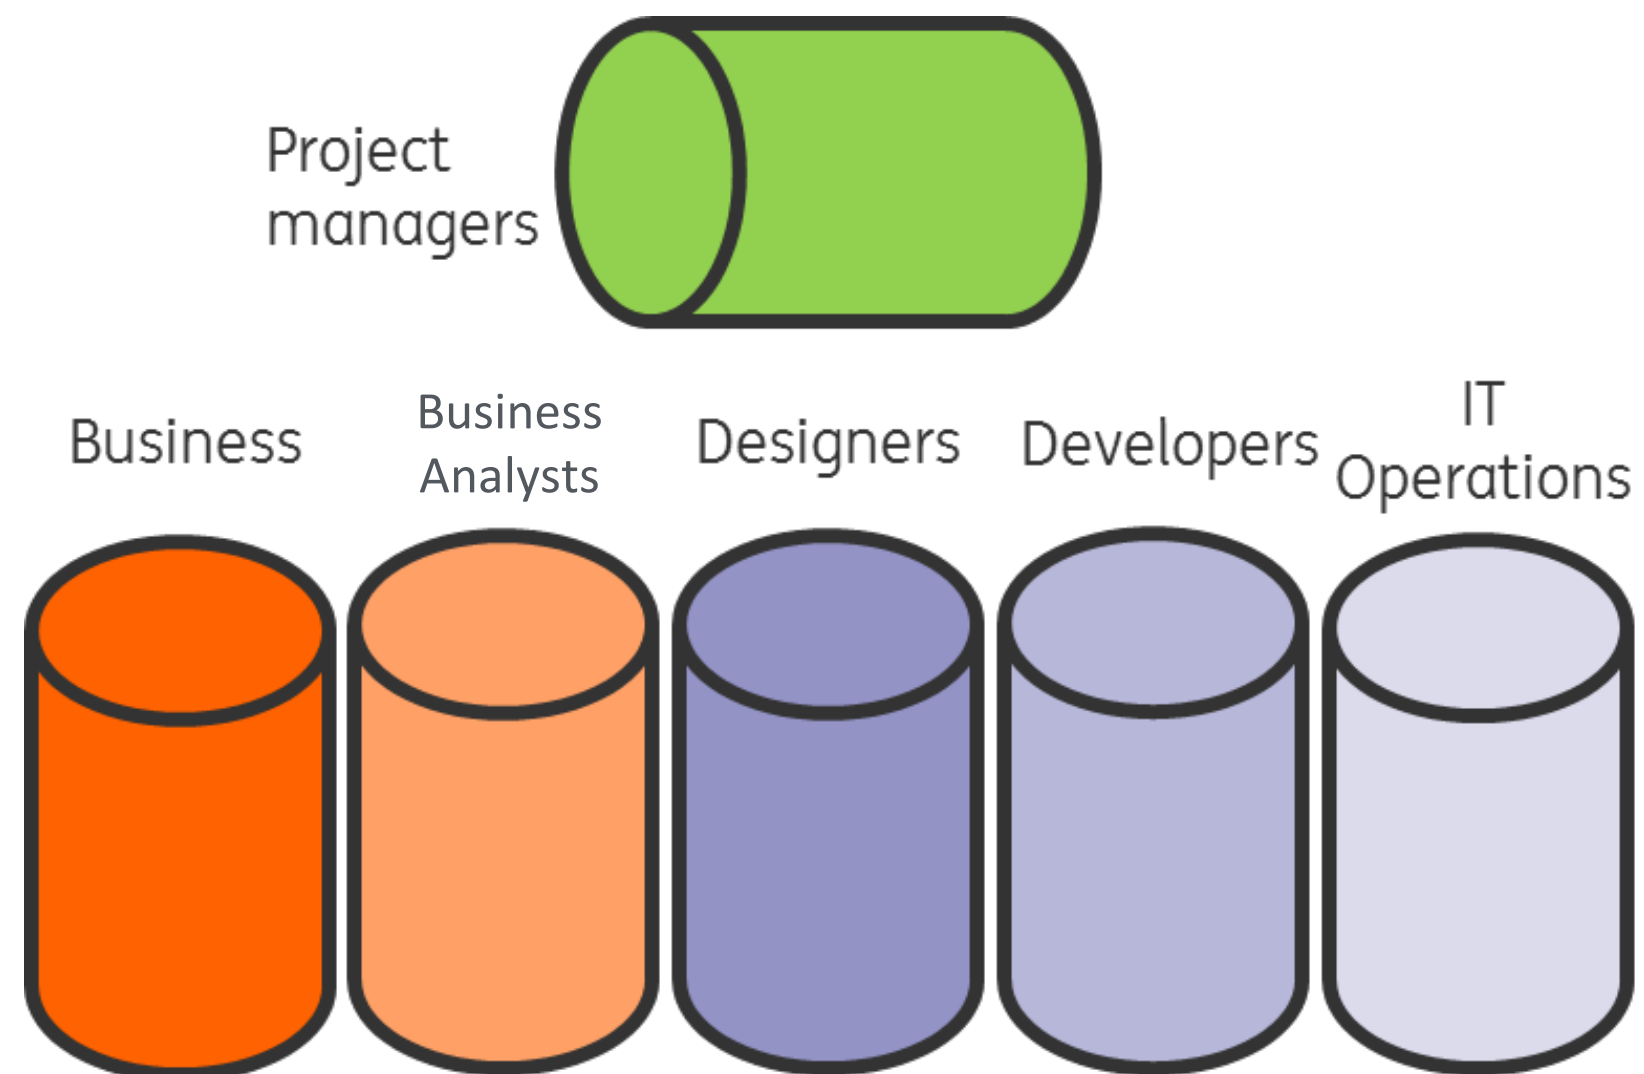 Project
managers
Business
Business
Analysts
Designers
Developers
IT
Operations